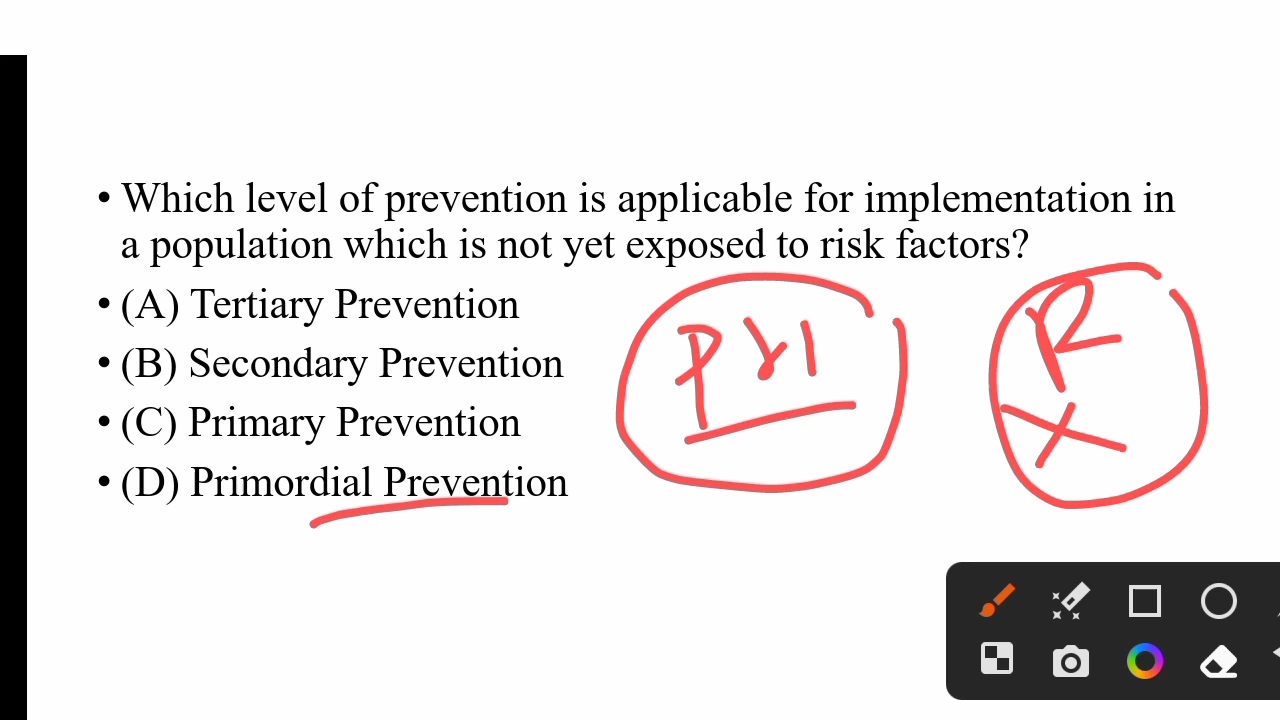 • Which level of prevention is applicable for implementation in
a population which is not yet exposed to risk factors?
• (A) Tertiary Prevention
• (B) Secondary Prevention
• (C) Primary Prevention
• (D) Primordial Prevention
Pri
R
X